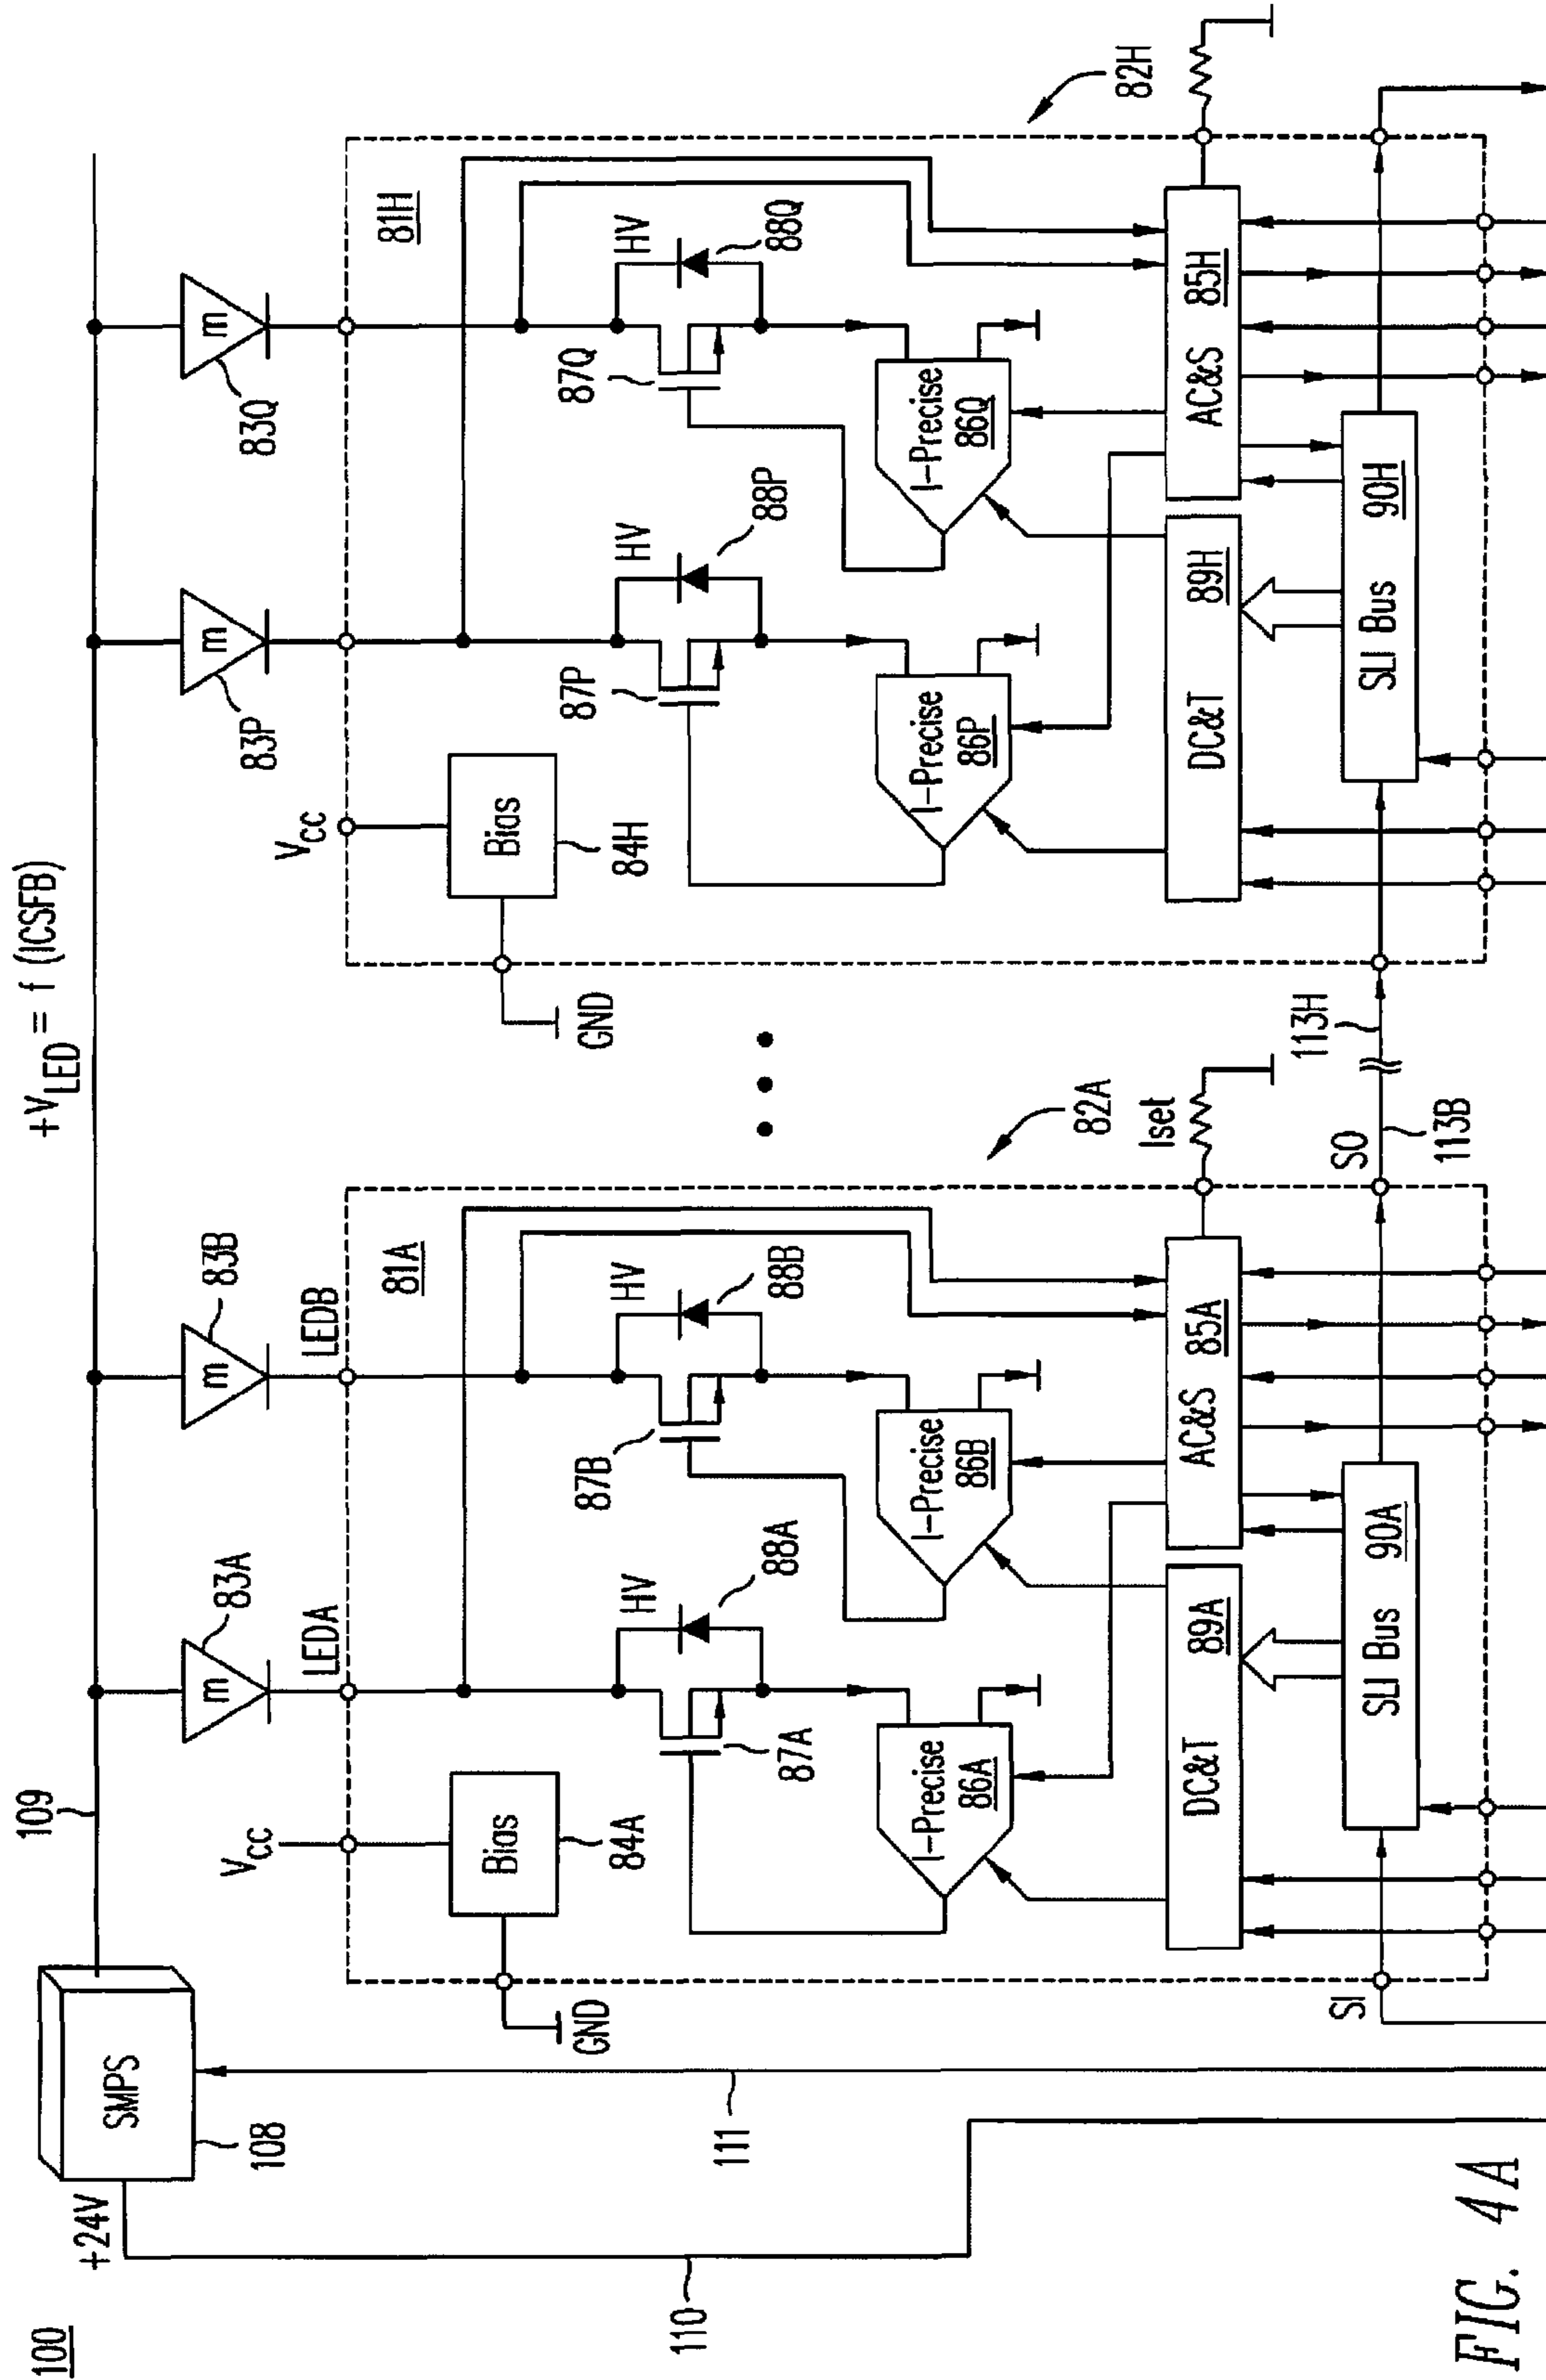 100
+24V
SMPS
108
109
+VLED = f (ICSFB)
110
111
83A
m
LEDA
83B
m
LEDB
83P
m
83Q
m
VCC
Bias
84A
GND
81A
87A
HV
88A
87B
HV
88B
I-Precise
86A
I-Precise
86B
DC&T
89A
AC&S
85A
SLI Bus
90A
SI
SO
82A
Iset
113B
113H
VCC
Bias
84H
GND
81H
87P
HV
88P
87Q
HV
88Q
I-Precise
86P
I-Precise
86Q
DC&T
89H
AC&S
85H
SLI Bus
90H
82H
FIG. 4A